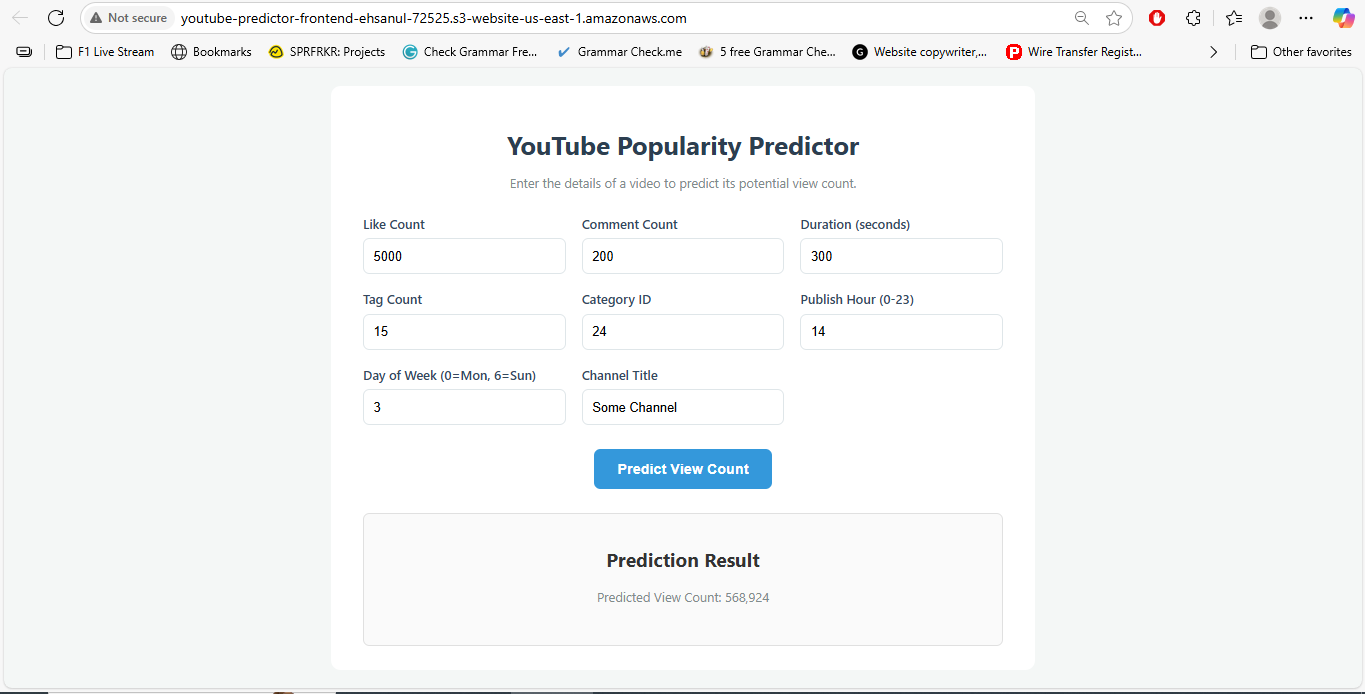 Not secure youtube-predictor-frontend-ehsanul-72525.s3-website-us-east-1.amazonaws.com
F1 Live Stream Bookmarks SPRFRKR: Projects Check Grammar Fre... Grammar Check.me 5 free Grammar Che... Website copywriter,... Wire Transfer Regist... Other favorites
YouTube Popularity Predictor
Enter the details of a video to predict its potential view count.
Like Count Comment Count Duration (seconds)
5000 200 300
Tag Count Category ID Publish Hour (0-23)
15 24 14
Day of Week (0=Mon, 6=Sun) Channel Title
3 Some Channel
Predict View Count
Prediction Result
Predicted View Count: 568,924